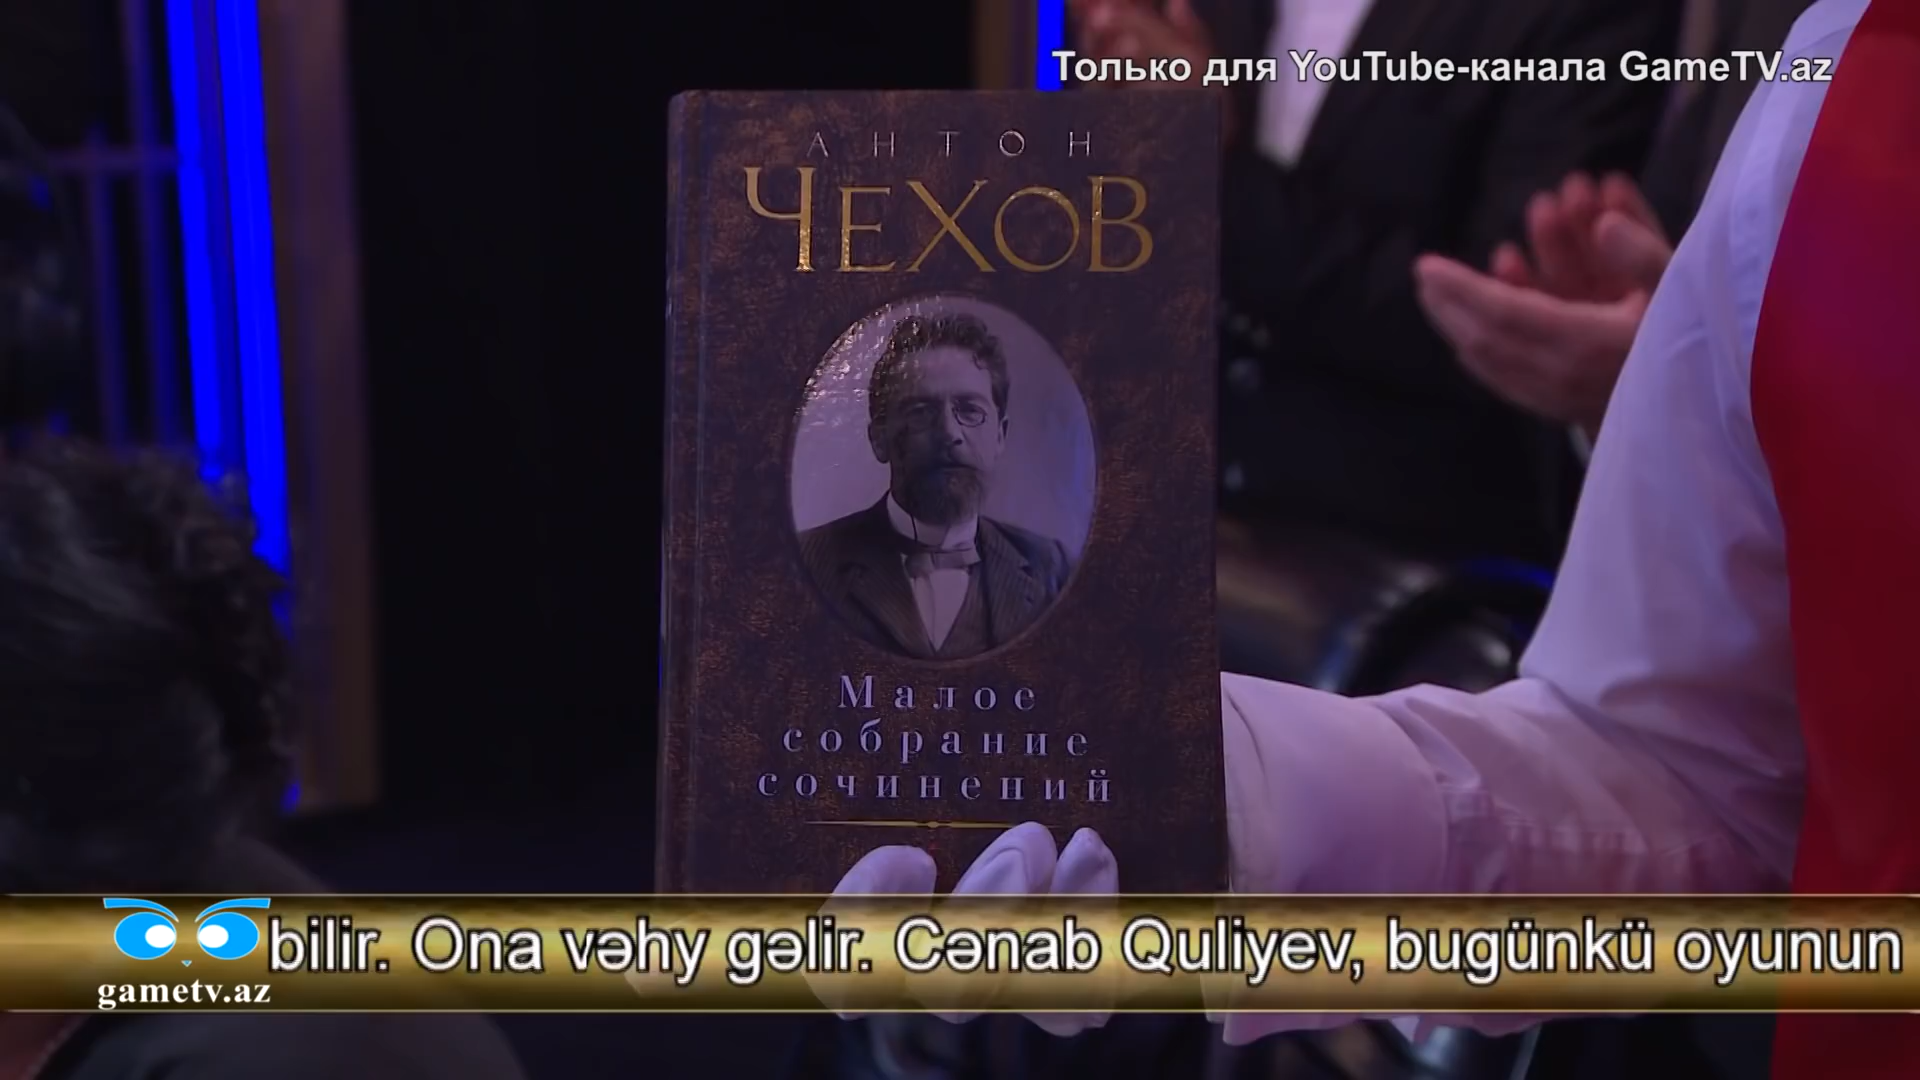 Только для YouTube-канала GameTV.az
АНТОН
ЧЕХОВ
Малое
собрание
сочинений
bilir. Ona vəhy gəlir. Cənab Quliyev, bugünkü oyunun
gametv.az